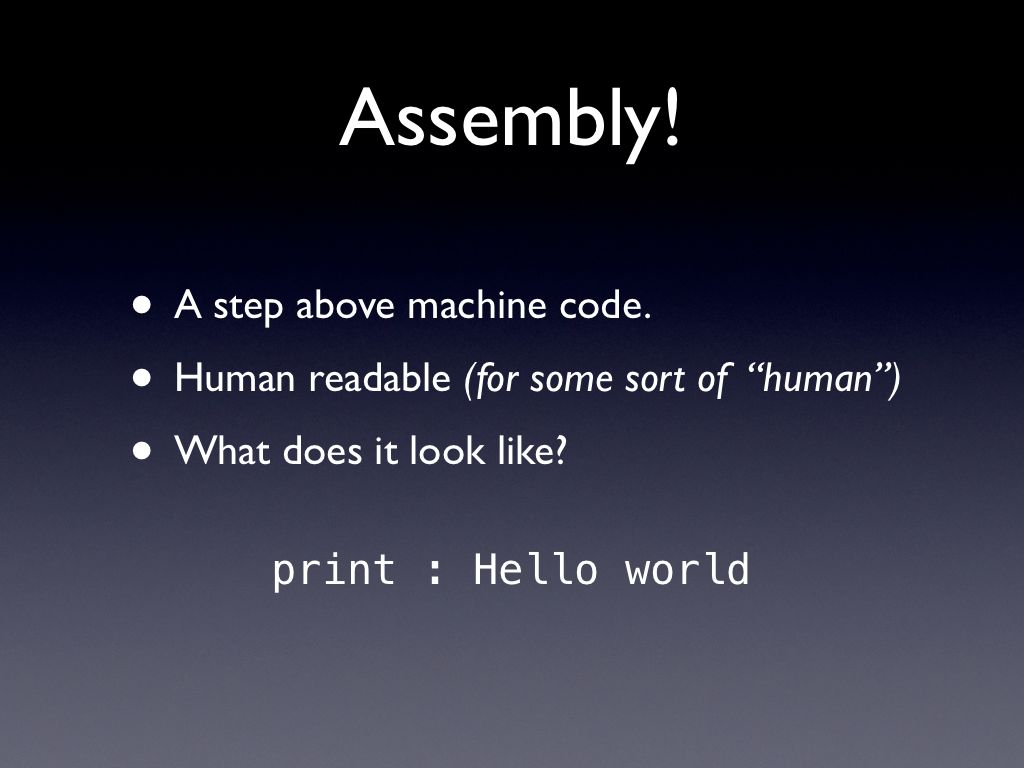 Assembly!
• A step above machine code.
• Human readable (for some sort of “human”)
• What does it look like?
print : Hello world